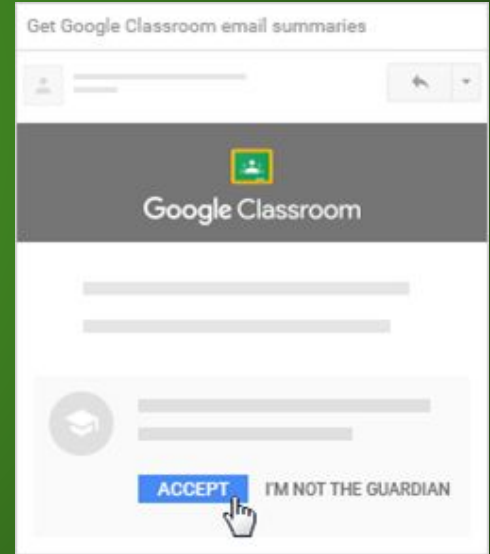 Get Google Classroom email summaries
Google Classroom
ACCEPT I'M NOT THE GUARDIAN